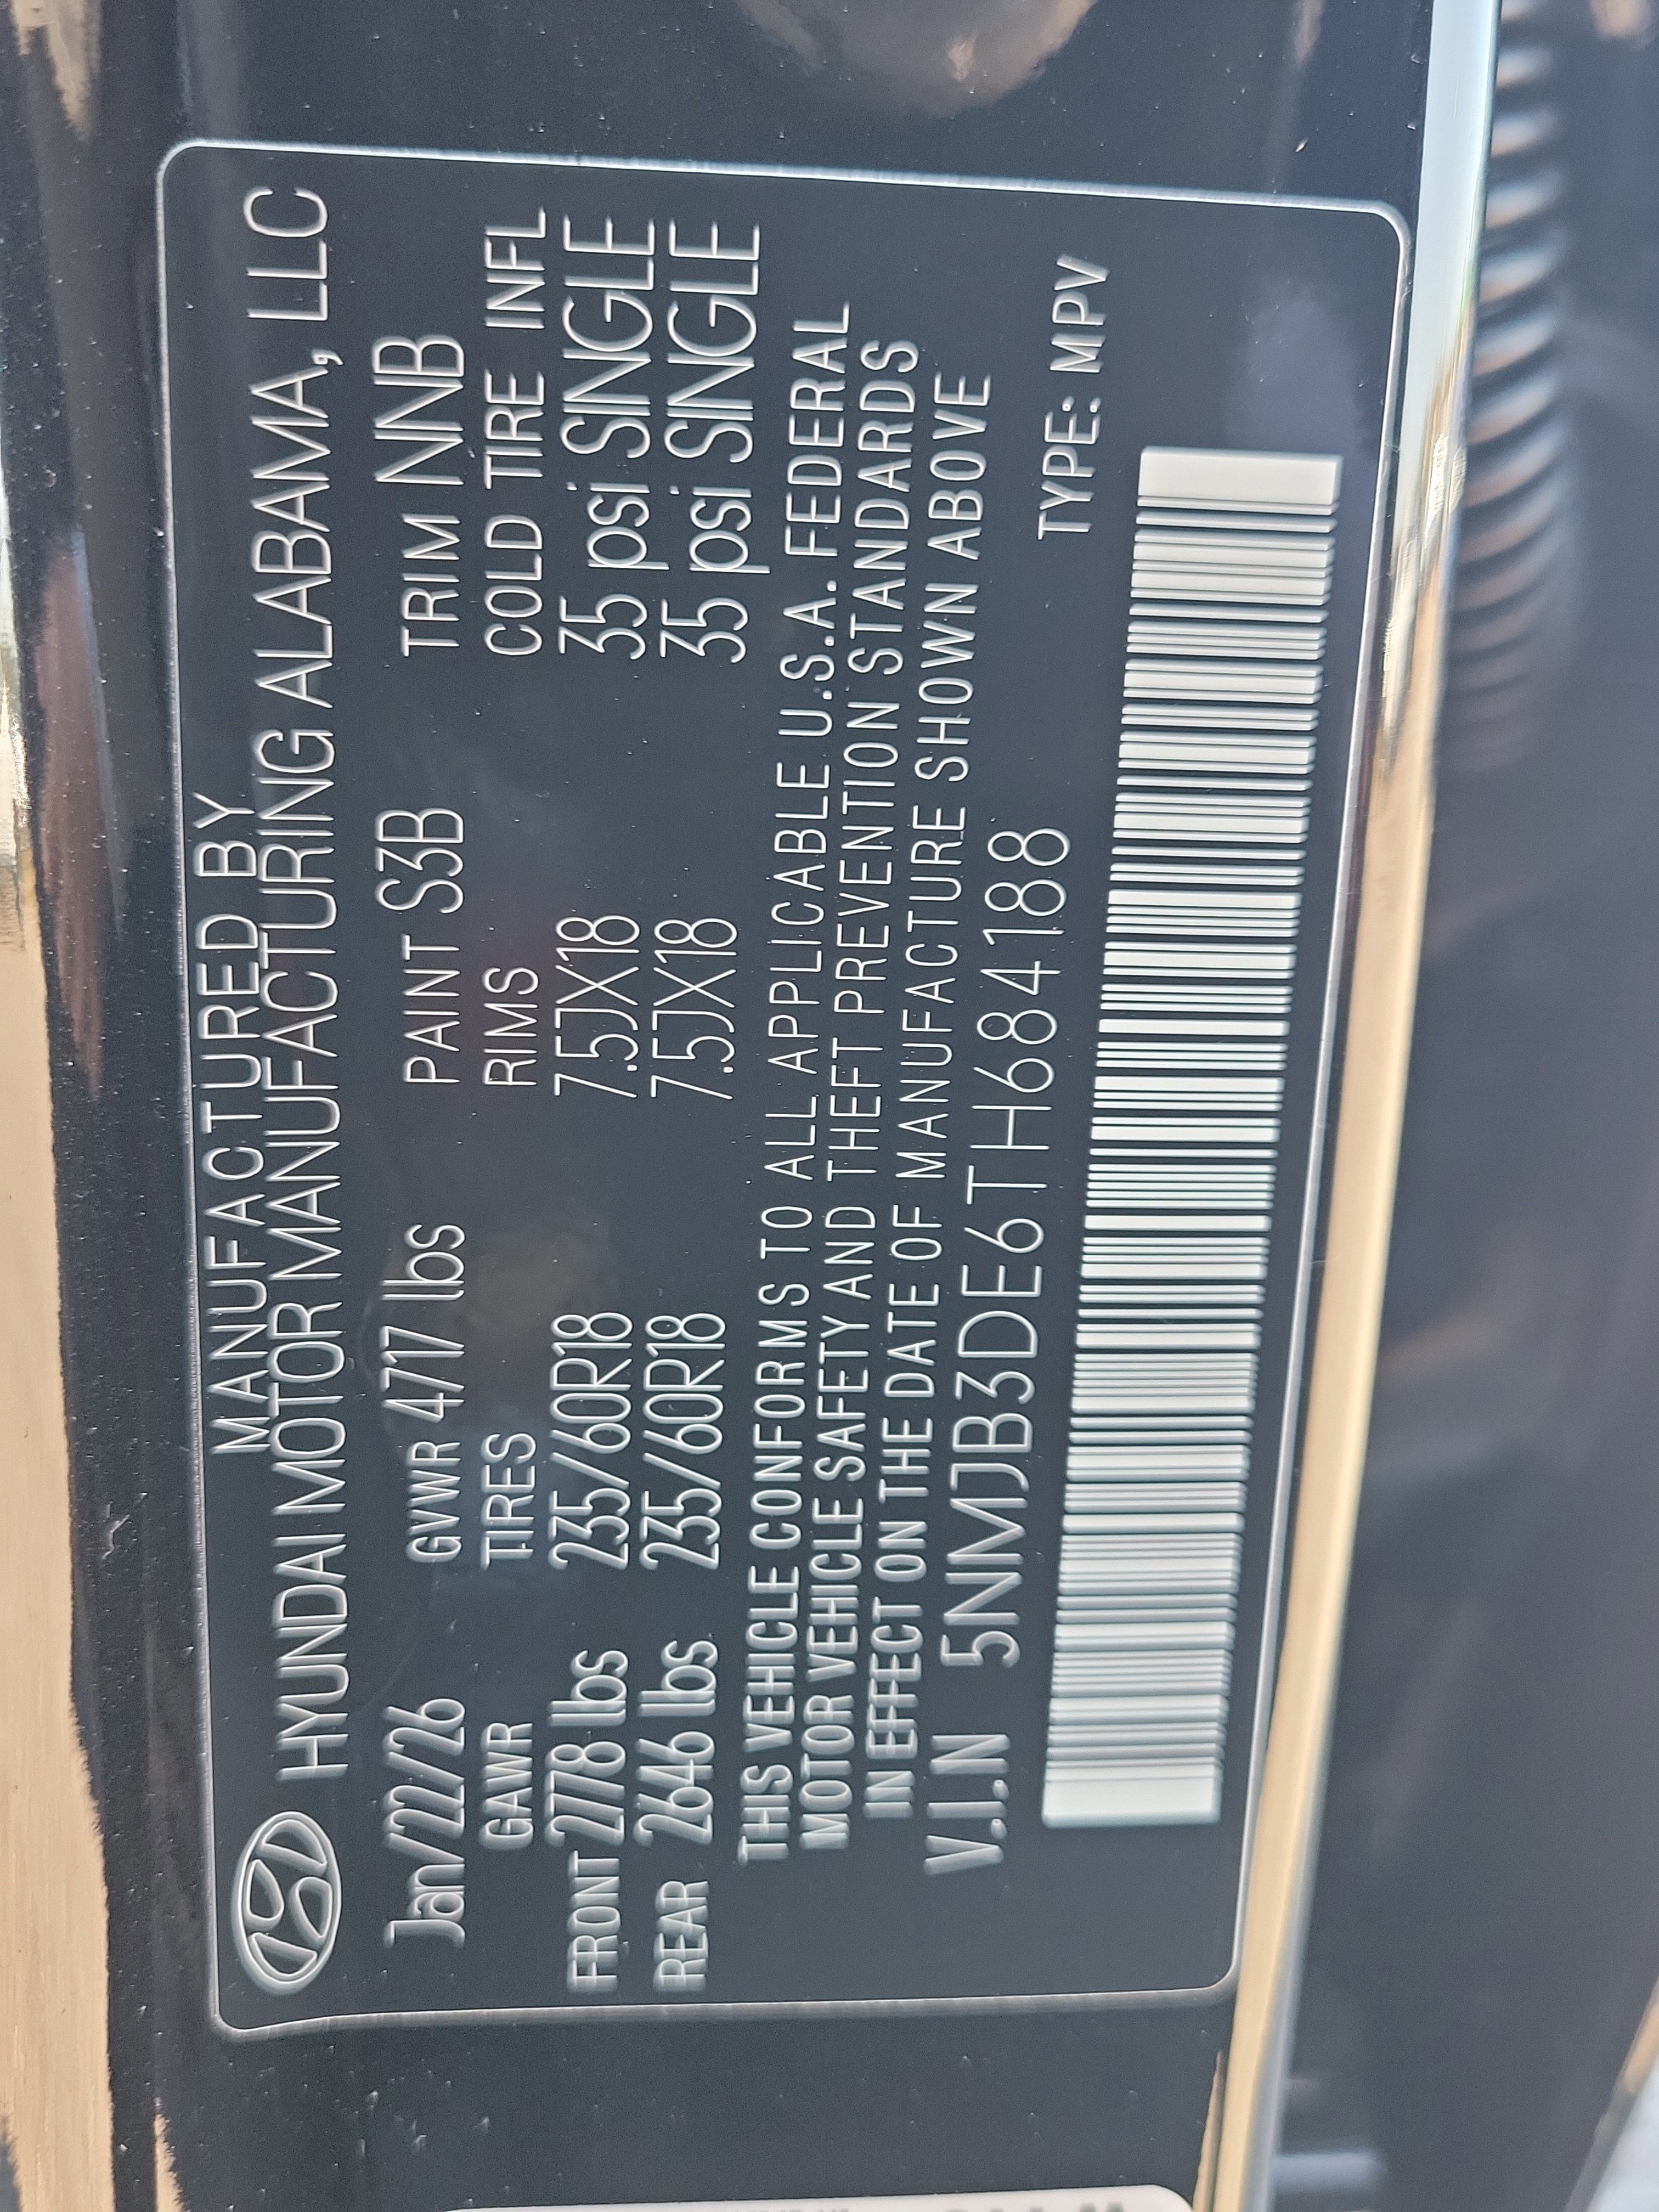 MANUFACTURED BY
HYUNDAI MOTOR MANUFACTURING ALABAMA, LLC
Jan/22/26 GVWR 4717 lbs PAINT S3B TRIM NNB
GAWR TIRES RIMS COLD TIRE INFL
FRONT 2778 lbs 235/60R18 7.5JX18 35 psi SINGLE
REAR 2646 lbs 235/60R18 7.5JX18 35 psi SINGLE
THIS VEHICLE CONFORMS TO ALL APPLICABLE U.S.A. FEDERAL
MOTOR VEHICLE SAFETY AND THEFT PREVENTION STANDARDS
IN EFFECT ON THE DATE OF MANUFACTURE SHOWN ABOVE
V.I.N 5NMJB3DE6TH684188
TYPE: MPV